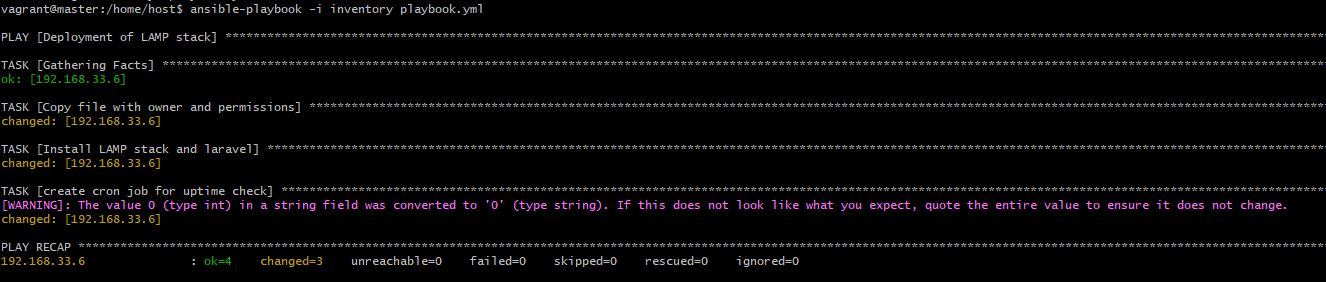 vagrant@master:/home/host$ ansible-playbook -i inventory playbook.yml
PLAY [Deployment of LAMP stack] ******************************************************************************************************************************************************************
TASK [Gathering Facts] ***************************************************************************************************************************************************************************
ok: [192.168.33.6]
TASK [Copy file with owner and permissions] ******************************************************************************************************************************************************
changed: [192.168.33.6]
TASK [Install LAMP stack and laravel] ************************************************************************************************************************************************************
changed: [192.168.33.6]
TASK [create cron job for uptime check] **********************************************************************************************************************************************************
[WARNING]: The value 0 (type int) in a string field was converted to '0' (type string). If this does not look like what you expect, quote the entire value to ensure it does not change.
changed: [192.168.33.6]
PLAY RECAP ***************************************************************************************************************************************************************************************
192.168.33.6 : ok=4 changed=3 unreachable=0 failed=0 skipped=0 rescued=0 ignored=0